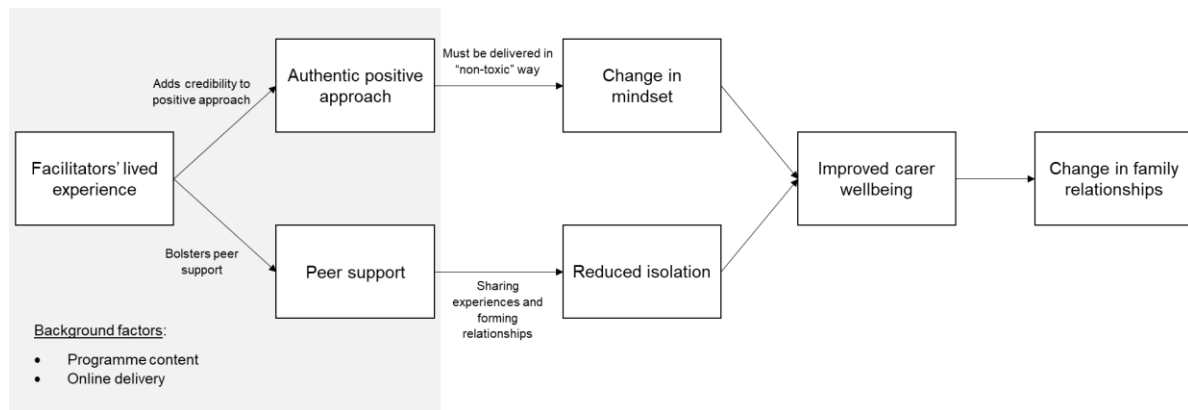 Adds credibility to
positive approach
Authentic positive
approach
Must be delivered in
“non-toxic” way
Change in
mindset
Facilitators’ lived
experience
Improved carer
wellbeing
Change in family
relationships
Bolsters peer
support
Peer support
Sharing
experiences and
forming
relationships
Reduced isolation
Background factors:
• Programme content
• Online delivery